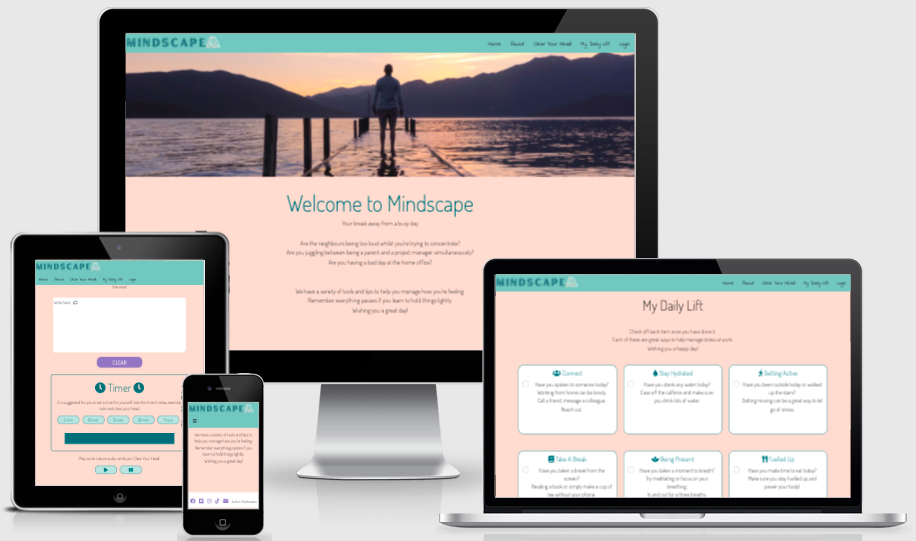 MINDSCAPE
Home About Clear Your Head My Daily Lift Login
Welcome to Mindscape
Your break away from a busy day
Are the neighbours being too loud whilst you're trying to concentrate?
Are you juggling between being a parent and a project manager simultaneously?
Are you having a bad day at the home office?
We have a variety of tools and tips to help you manage how you're feeling
Remember everything passes if you learn to hold things lightly.
Wishing you a great day!
MINDSCAPE
Home About Clear Your Head My Daily Lift Login
the wind
Write here
CLEAR
Timer
Play some nature audio while you Clear Your Head!
MINDSCAPE
We have a variety of tools and tips to
help you manage how you're feeling
Remember everything passes if you
learn to hold things lightly.
Wishing you a great day!
MINDSCAPE
Home About Clear Your Head My Daily Lift Login
My Daily Lift
Check off each item once you have done it.
Each of these are great ways to help manage stress at work.
Wishing you a happy day!
Connect
Have you spoken to someone today?
Working from home can be lonely.
Call a friend, message a colleague.
Reach out.
Stay Hydrated
Have you drank any water today?
Ease off the caffeine and make sure
you drink lots of water.
Getting Active
Have you been outside today or walked
up the stairs?
Getting moving can be a great way to let
go of stress.
Take A Break
Have you taken a break from the
screen?
Reading a book or simply make a cup of
tea without your phone
Being Present
Have you taken a moment to breath?
Try meditating or focus on your
breathing.
In and out for a three breaths.
Fuelled Up
Have you made time to eat today?
Make sure you stay fuelled up and
power your body!